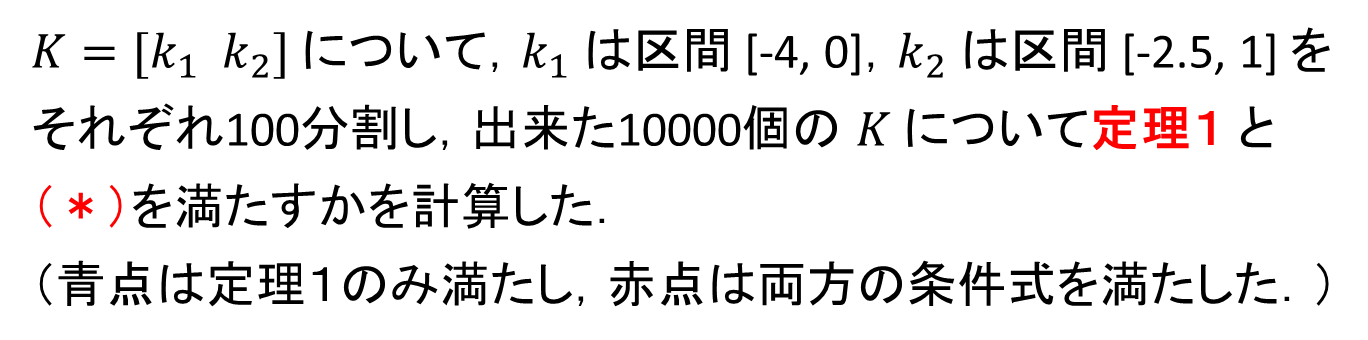 K = [k₁ k₂] について, k₁ は区間 [-4, 0], k₂ は区間 [-2.5, 1] を
それぞれ100分割し, 出来た10000個の K について定理１と
（＊）を満たすかを計算した.
（青点は定理１のみ満たし, 赤点は両方の条件式を満たした. ）